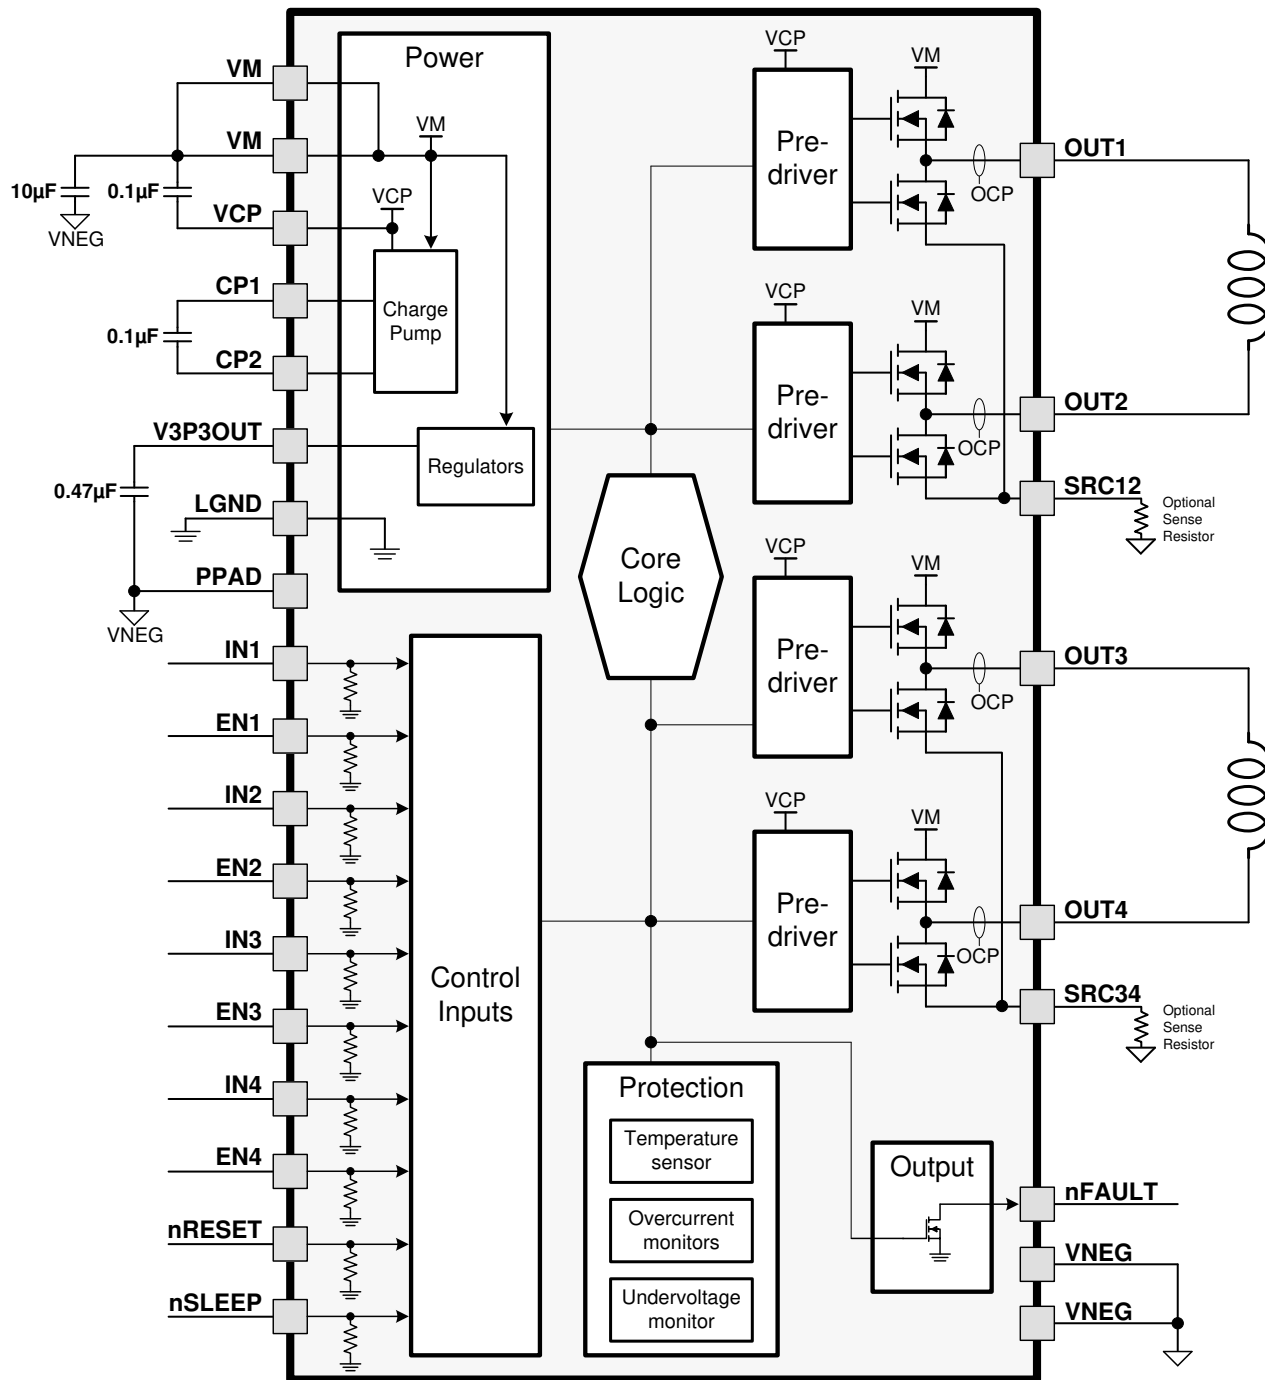 VM
VM
10µF
0.1µF
VNEG
VCP
CP1
0.1µF
CP2
V3P3OUT
0.47µF
LGND
PPAD
VNEG
IN1
EN1
IN2
EN2
IN3
EN3
IN4
EN4
nRESET
nSLEEP
Power
VM
VCP
Charge
Pump
Regulators
Control
Inputs
Core
Logic
Protection
Temperature
sensor
Overcurrent
monitors
Undervoltage
monitor
VCP
Pre-
driver
VM
OCP
VCP
Pre-
driver
VM
OCP
VCP
Pre-
driver
VM
OCP
VCP
Pre-
driver
VM
OCP
Output
OUT1
OUT2
SRC12
Optional
Sense
Resistor
OUT3
OUT4
SRC34
Optional
Sense
Resistor
nFAULT
VNEG
VNEG